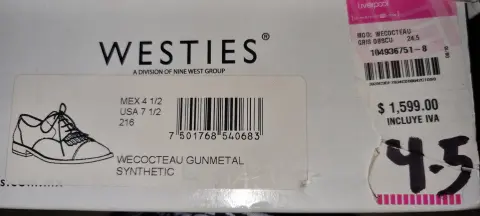 WESTIES®
A DIVISION OF NINE WEST GROUP
MEX 4 1/2
USA 7 1/2
216
7 501768 540683
WECOCTEAU GUNMETAL
SYNTHETIC
Liverpool
MODL WECOCTEAU
GRIS OBSCU 24.5
104936751-8
$ 1,599.00
INCLUYE IVA
4-5